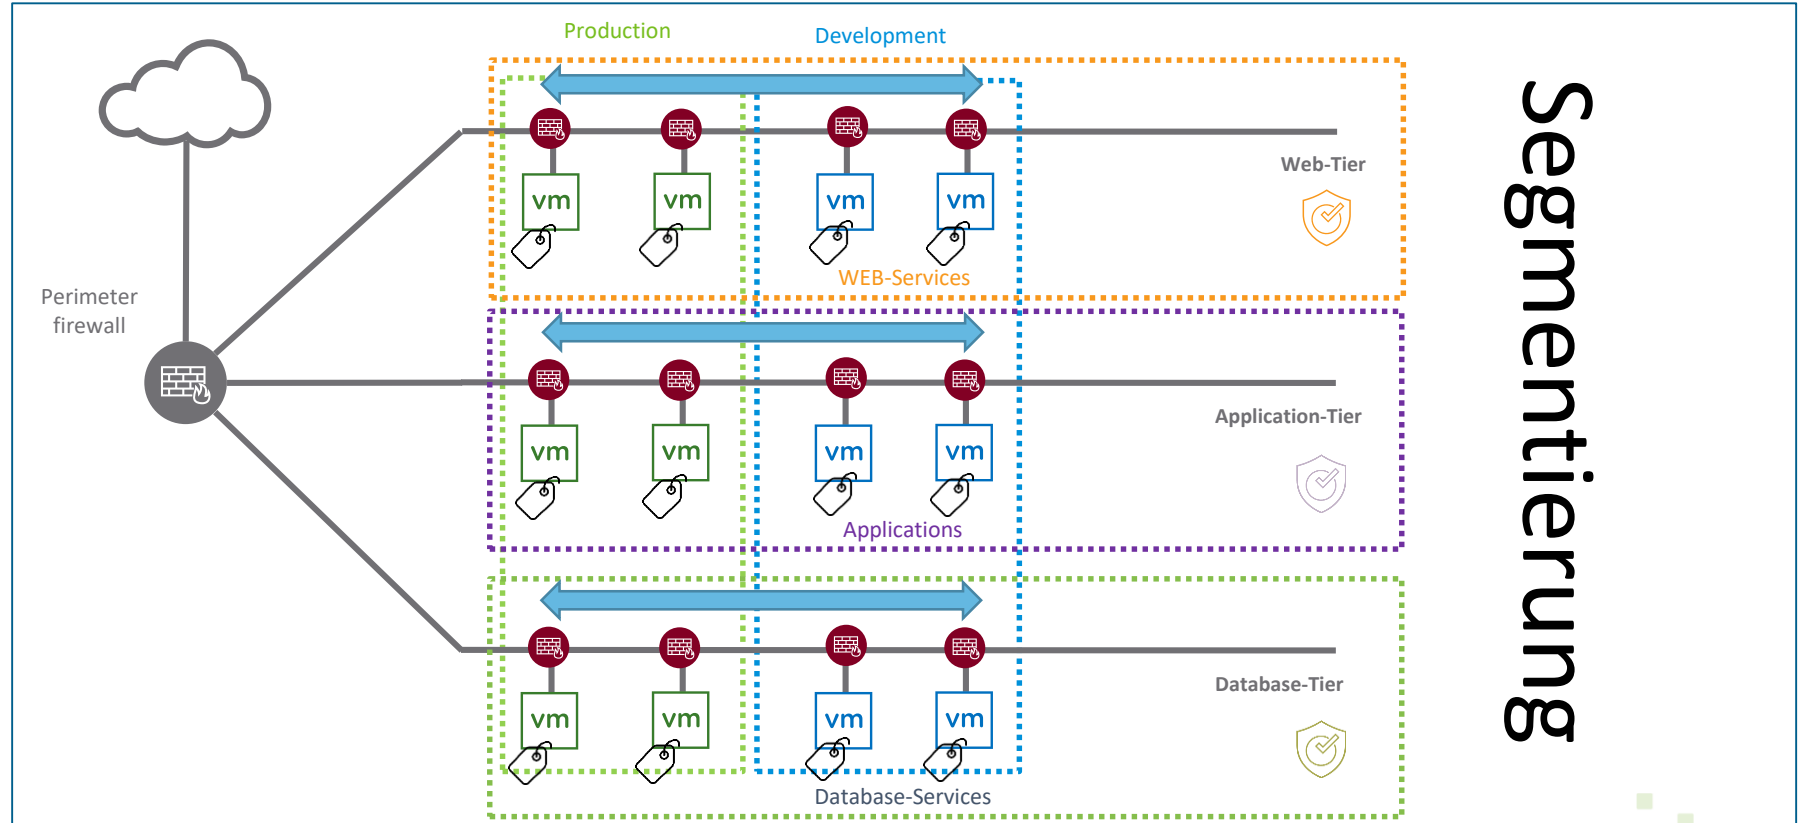 Production
Development
vm
vm
vm
vm
Web-Tier
WEB-Services
Perimeter
firewall
vm
vm
vm
vm
Application-Tier
Applications
vm
vm
vm
vm
Database-Tier
Database-Services
Segmentierung